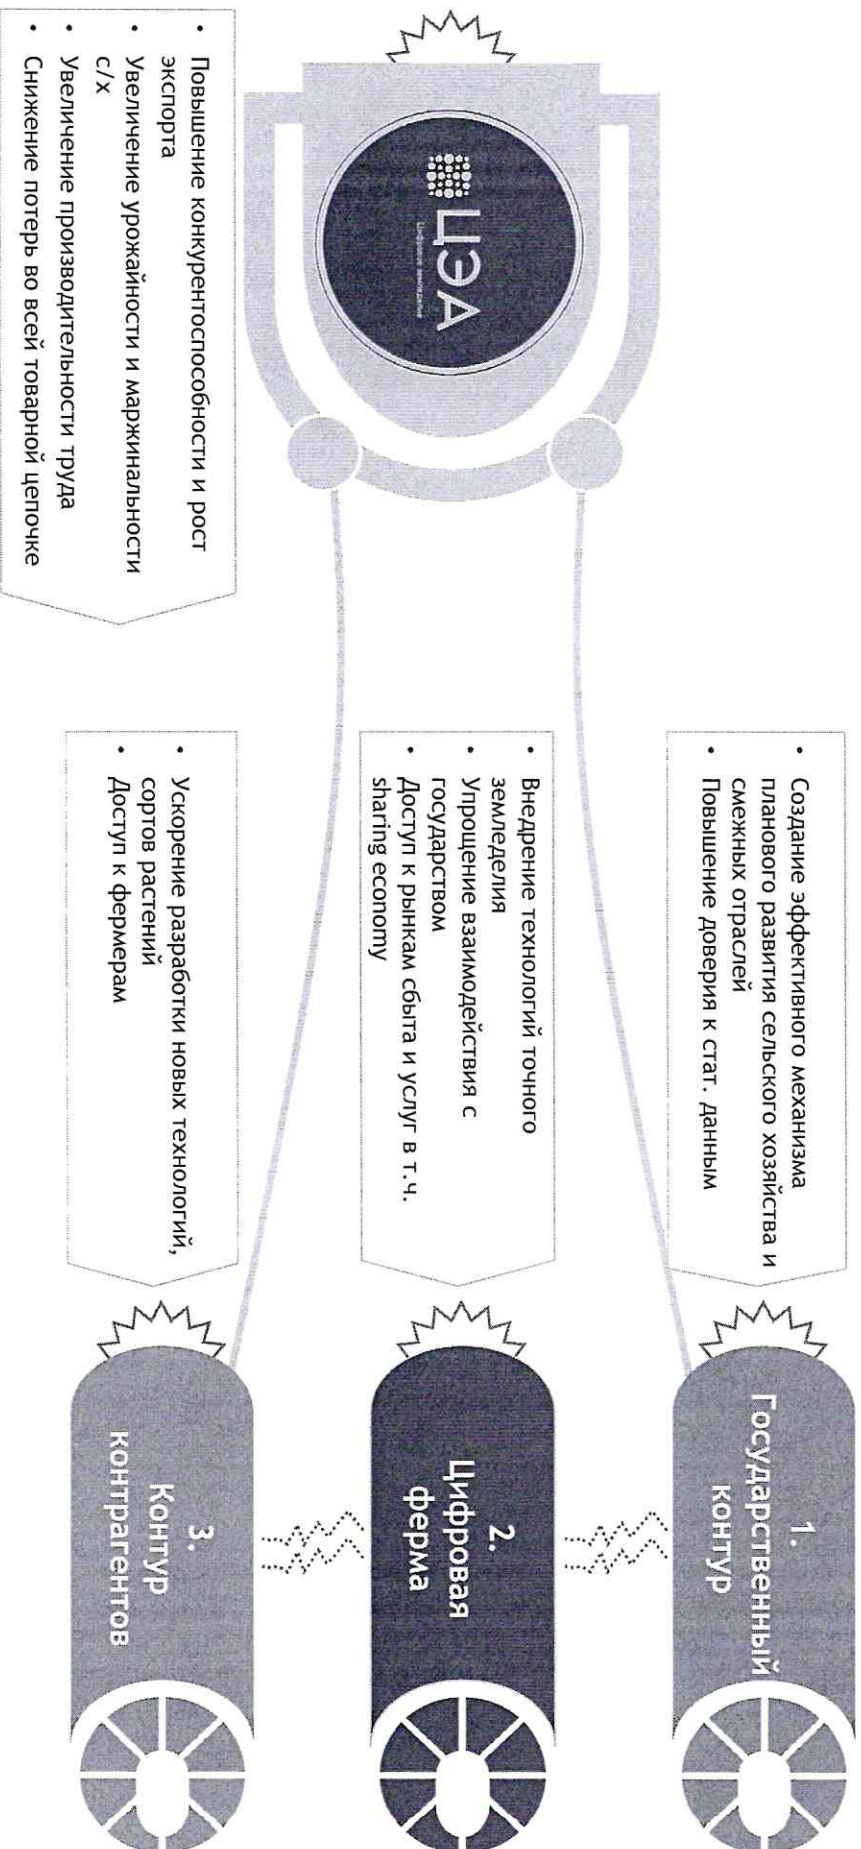 ЦЭА
Цифровое земледелие
• Повышение конкурентоспособности и рост
экспорта
• Увеличение урожайности и маржинальности
с/х
• Увеличение производительности труда
• Снижение потерь во всей товарной цепочке
• Создание эффективного механизма
планового развития сельского хозяйства и
смежных отраслей
• Повышение доверия к стат. данным
1.
Государственный
контур
• Внедрение технологий точного
земледелия
• Упрощение взаимодействия с
государством
• Доступ к рынкам сбыта и услуг в т.ч.
sharing economy
2.
Цифровая
ферма
• Ускорение разработки новых технологий,
сортов растений
• Доступ к фермерам
3.
Контур
контрагентов